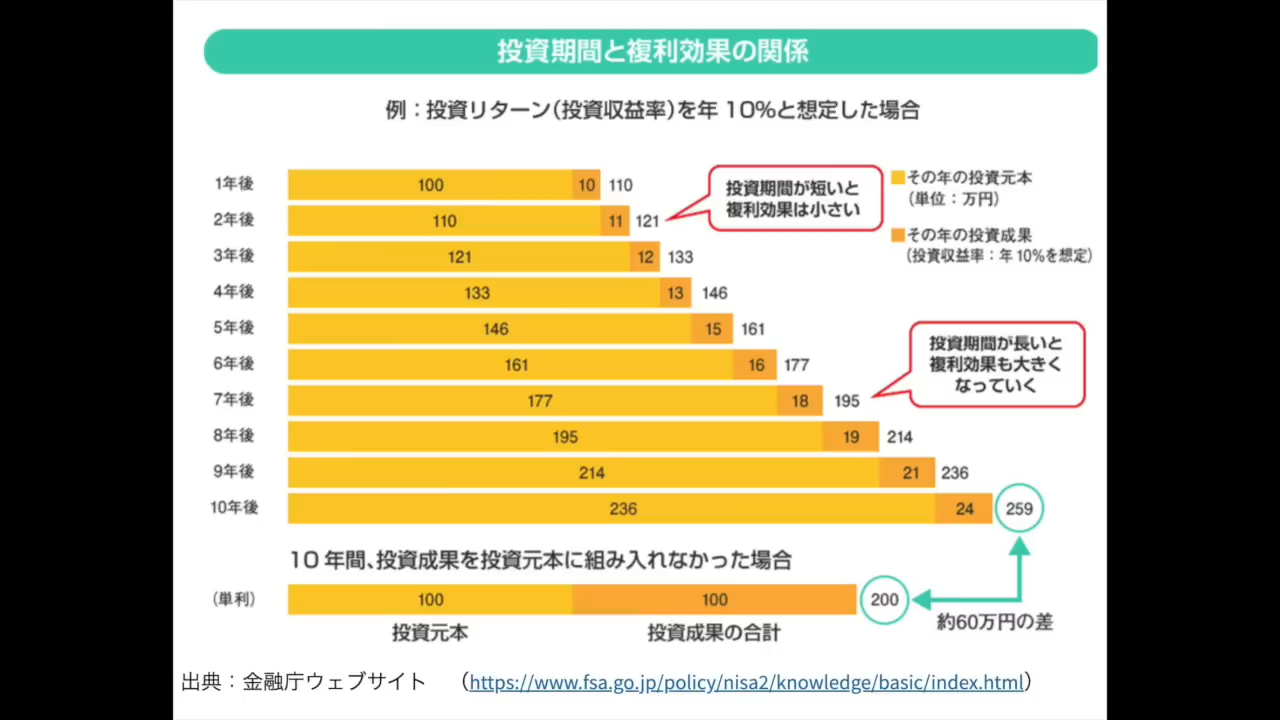 投資期間と複利効果の関係
例：投資リターン（投資収益率）を年10%と想定した場合
その年の投資元本
（単位：万円）
その年の投資成果
（投資収益率：年10%を想定）
1年後 100 10 110
投資期間が短いと
複利効果は小さい
2年後 110 11 121
3年後 121 12 133
4年後 133 13 146
5年後 146 15 161
6年後 161 16 177
投資期間が長いと
複利効果も大きく
なっていく
7年後 177 18 195
8年後 195 19 214
9年後 214 21 236
10年後 236 24 259
10年間、投資成果を投資元本に組み入れなかった場合
（単利） 100 100 200
投資元本 投資成果の合計
約60万円の差
出典：金融庁ウェブサイト （https://www.fsa.go.jp/policy/nisa2/knowledge/basic/index.html）